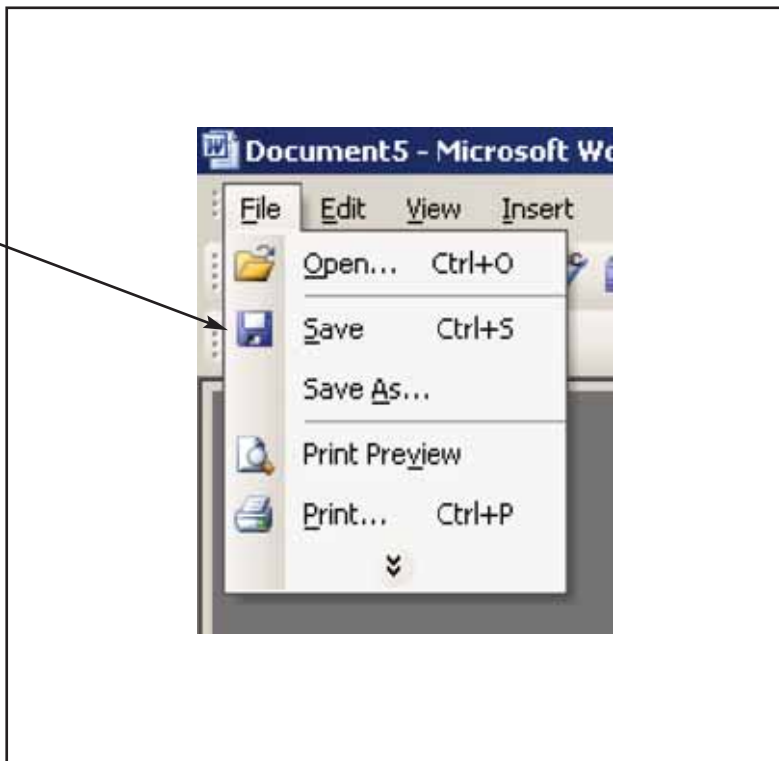 Document5 - Microsoft Wo
File Edit View Insert
Open... Ctrl+O
Save Ctrl+S
Save As...
Print Preview
Print... Ctrl+P